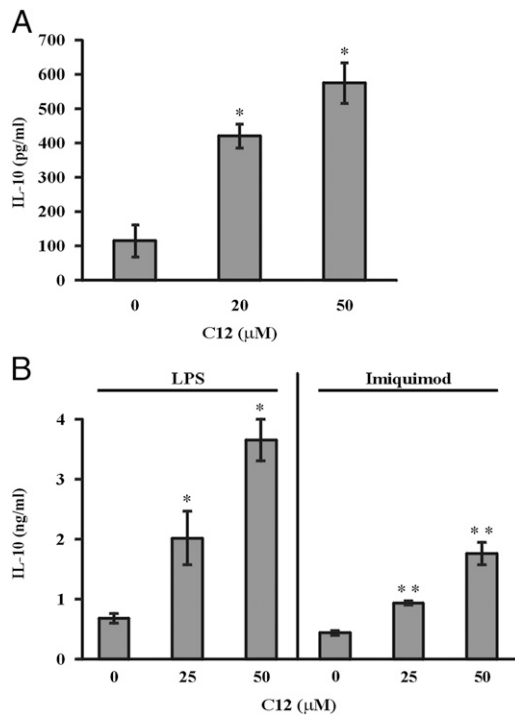 A
700
600
500
400
300
200
100
0
IL-10 (pg/ml)
*
*
0 20 50
C12 (μM)
B
LPS Imiquimod
4
3
2
1
0
IL-10 (ng/ml)
*
*
**
**
0 25 50 0 25 50
C12 (μM)